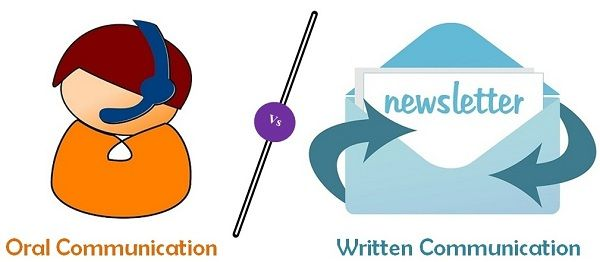 Vs
newsletter
Oral Communication
Written Communication